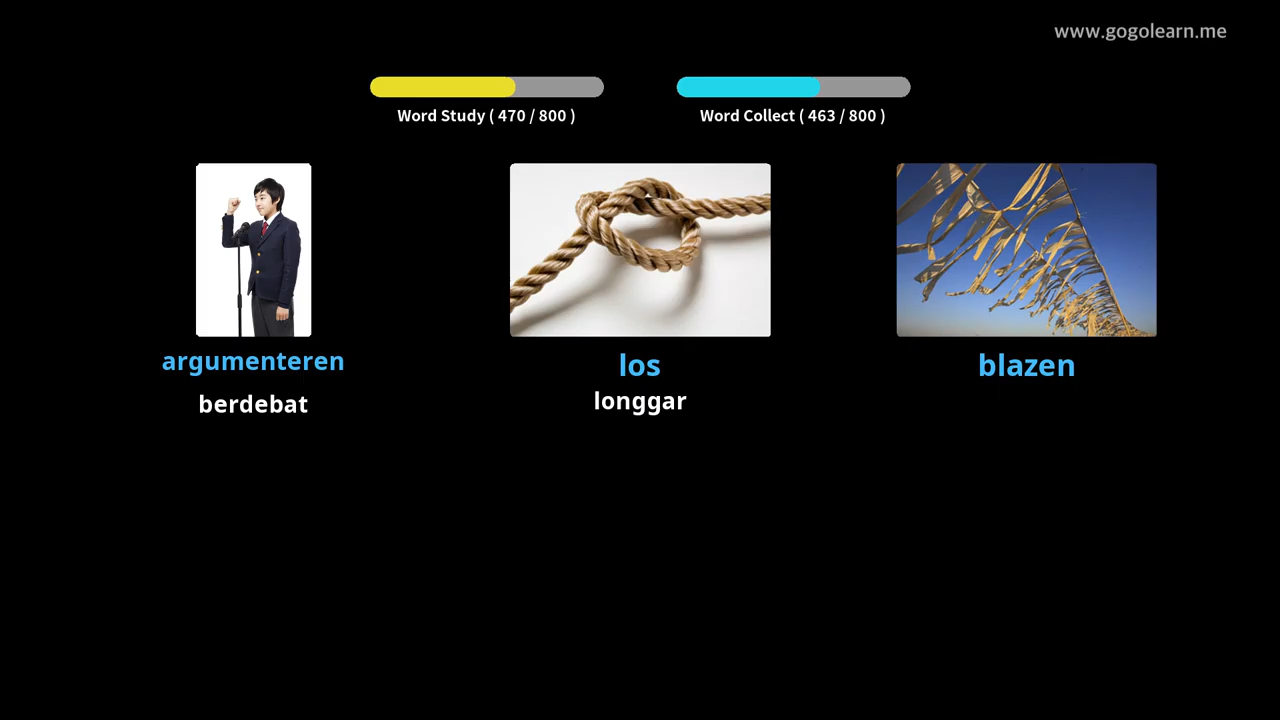 www.gogolearn.me
Word Study ( 470 / 800 )
Word Collect ( 463 / 800 )
argumenteren
los
blazen
berdebat
longgar